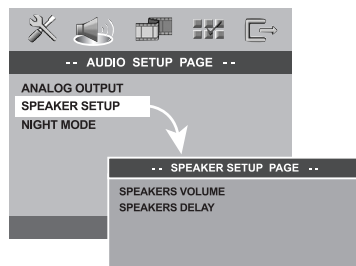 -- AUDIO SETUP PAGE --
ANALOG OUTPUT
SPEAKER SETUP
NIGHT MODE
-- SPEAKER SETUP PAGE --
SPEAKERS VOLUME
SPEAKERS DELAY